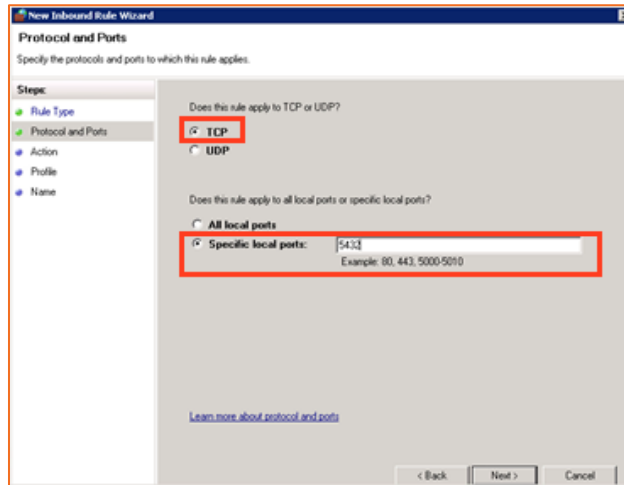 New Inbound Rule Wizard
Protocol and Ports
Specify the protocols and ports to which this rule applies.
Steps:
Rule Type
Protocol and Ports
Action
Profile
Name
Does this rule apply to TCP or UDP?
TCP
UDP
Does this rule apply to all local ports or specific local ports?
All local ports
Specific local ports: 5432
Example: 80, 443, 5000-5010
Learn more about protocol and ports
< Back Next > Cancel